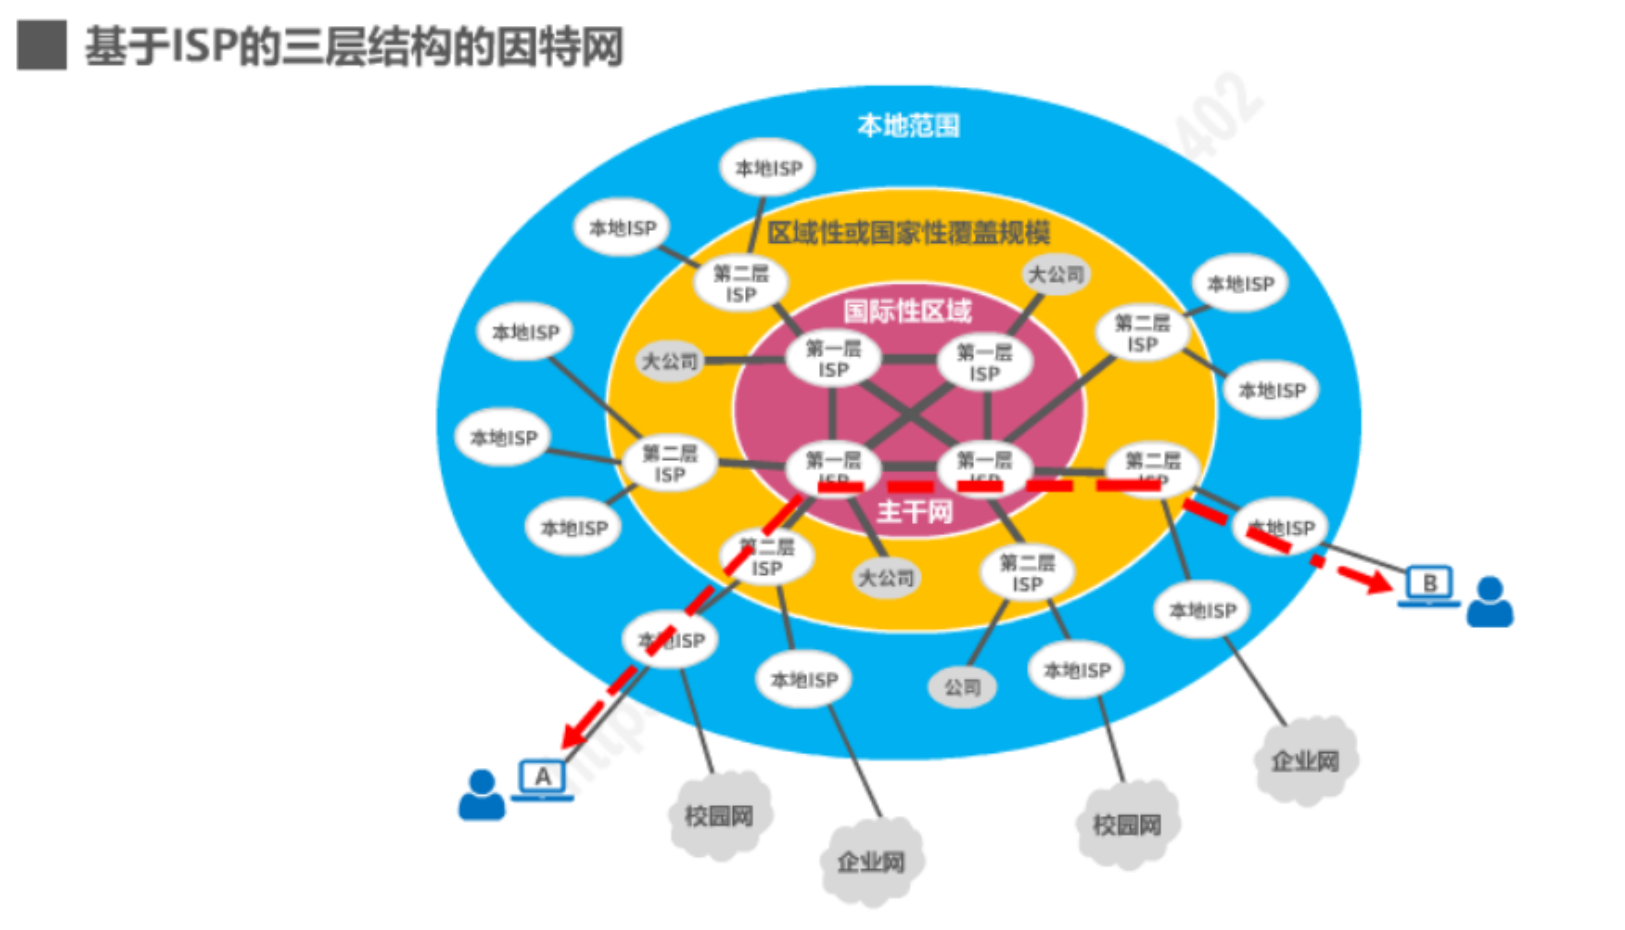 基于ISP的三层结构的因特网
402
本地范围
本地ISP
本地ISP
区域性或国家性覆盖规模
第二层
ISP
大公司
本地ISP
国际性区域
本地ISP
第二层
ISP
大公司
第一层
ISP
第一层
ISP
本地ISP
本地ISP
第二层
ISP
第一层
ISP
第一层
ISP
第二层
ISP
本地ISP
主干网
本地ISP
第二层
ISP
大公司
第二层
ISP
B
本地ISP
本地ISP
本地ISP
公司
本地ISP
A
校园网
企业网
校园网
企业网
http